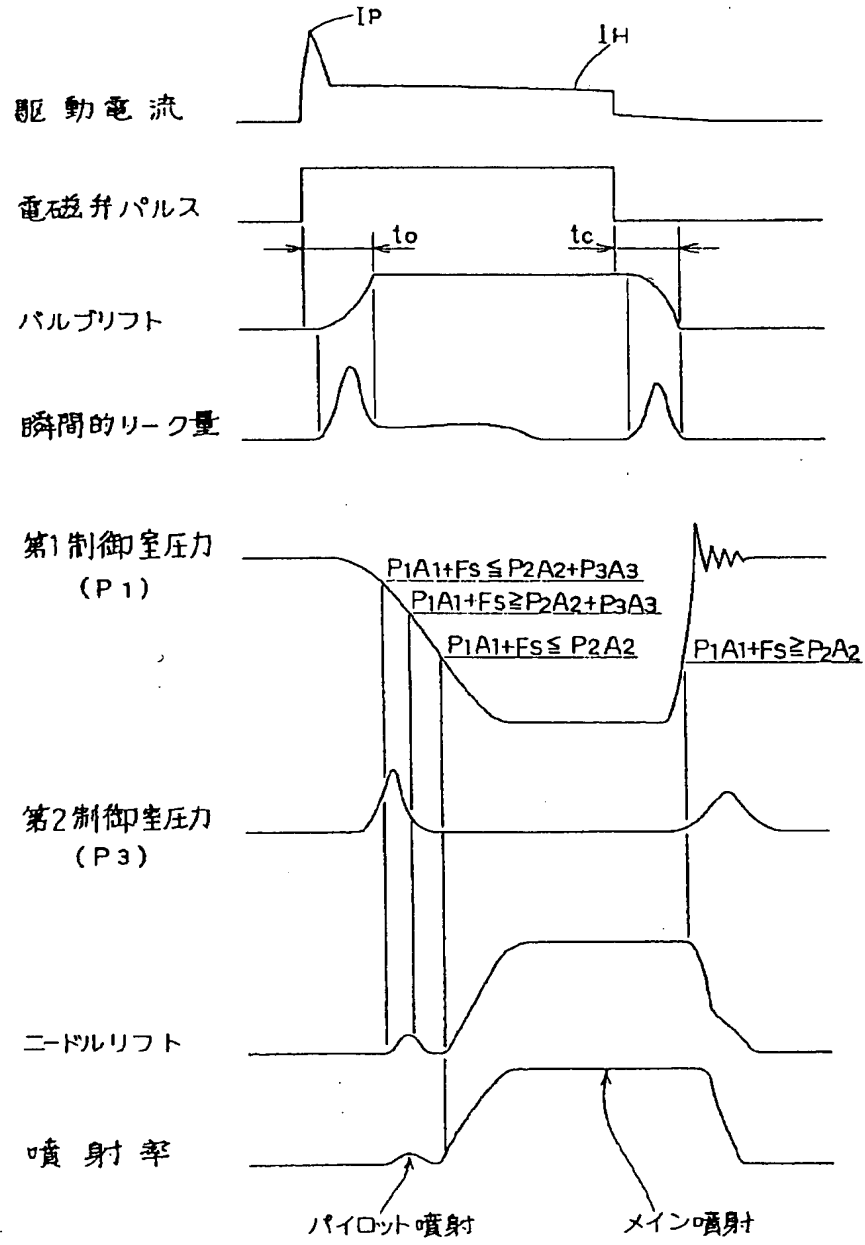 IP
IH
駆動電流
電磁弁パルス
to
tc
バルブリフト
瞬間的リーク量
第1制御室圧力
(P1)
P1A1+Fs≦P2A2+P3A3
P1A1+Fs≧P2A2+P3A3
P1A1+Fs≦P2A2
P1A1+Fs≧P2A2
第2制御室圧力
(P3)
ニードルリフト
噴射率
パイロット噴射
メイン噴射